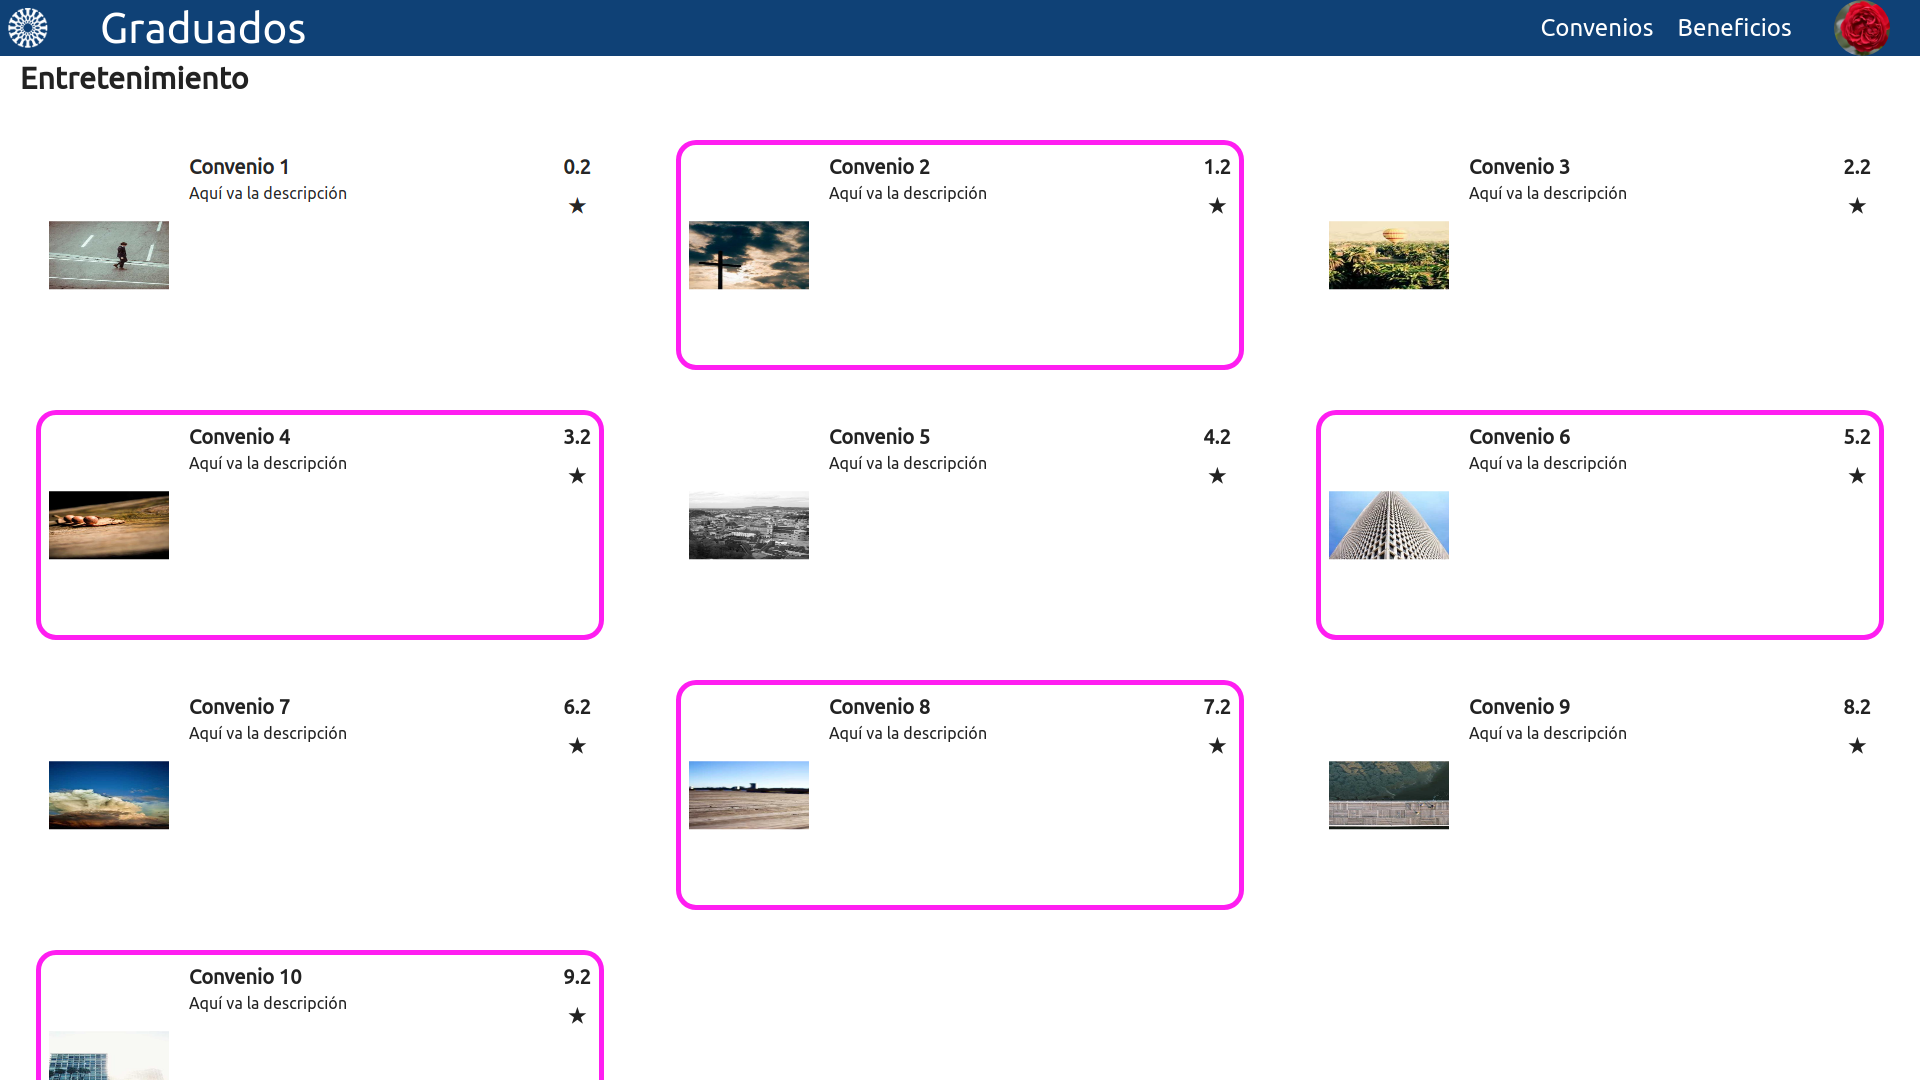 Graduados
Convenios Beneficios
Entretenimiento
Convenio 1 0.2
Aquí va la descripción
★
Convenio 2 1.2
Aquí va la descripción
★
Convenio 3 2.2
Aquí va la descripción
★
Convenio 4 3.2
Aquí va la descripción
★
Convenio 5 4.2
Aquí va la descripción
★
Convenio 6 5.2
Aquí va la descripción
★
Convenio 7 6.2
Aquí va la descripción
★
Convenio 8 7.2
Aquí va la descripción
★
Convenio 9 8.2
Aquí va la descripción
★
Convenio 10 9.2
Aquí va la descripción
★